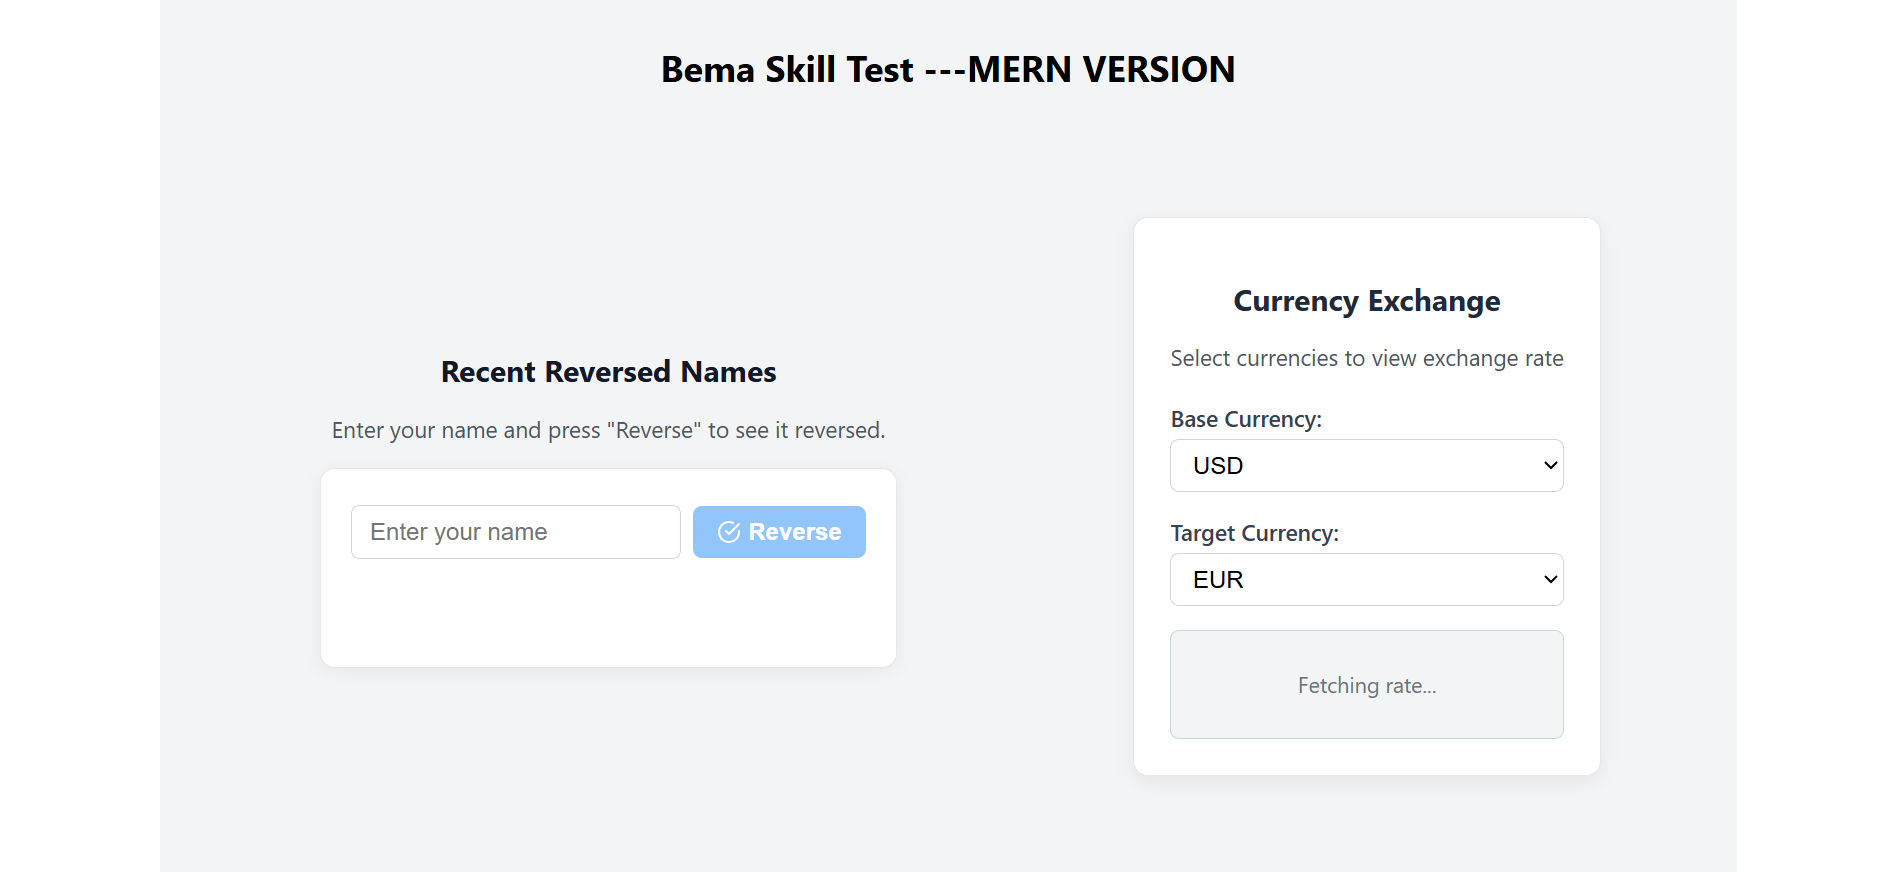 Bema Skill Test ---MERN VERSION
Recent Reversed Names
Enter your name and press "Reverse" to see it reversed.
Enter your name
Reverse
Currency Exchange
Select currencies to view exchange rate
Base Currency:
USD
Target Currency:
EUR
Fetching rate...